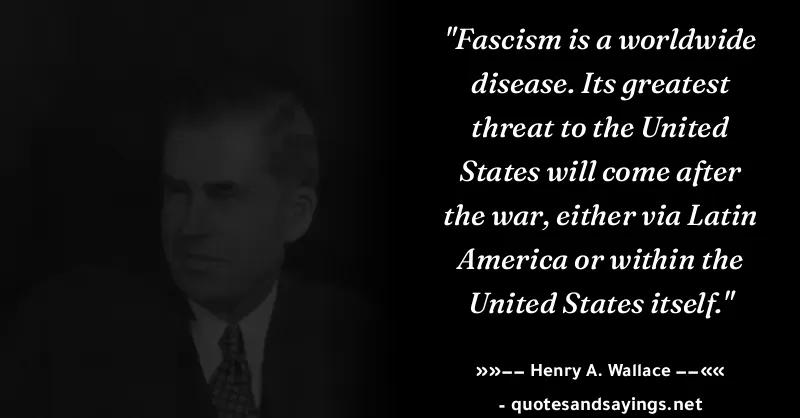 "Fascism is a worldwide
disease. Its greatest
threat to the United
States will come after
the war, either via Latin
America or within the
United States itself."
»»−− Henry A. Wallace −−««
- quotesandsayings.net